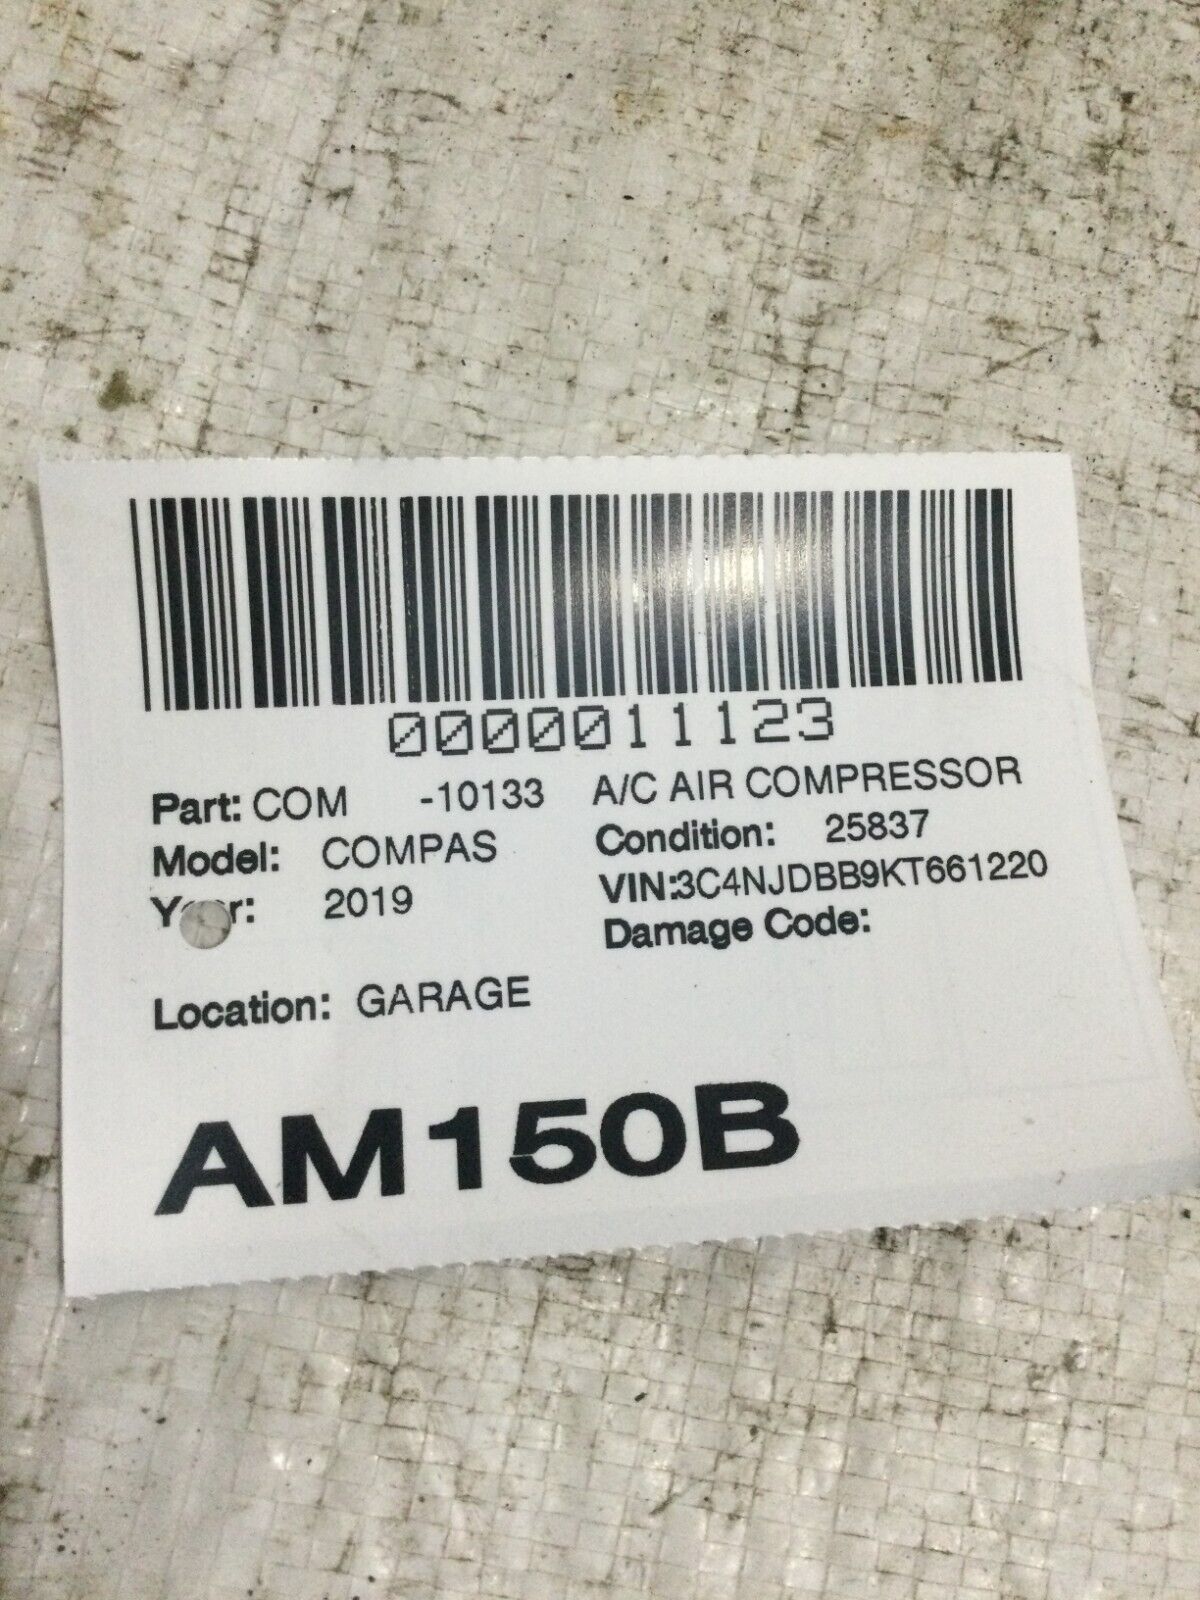 0000011123
Part: COM -10133 A/C AIR COMPRESSOR
Model: COMPAS Condition: 25837
2019 VIN:3C4NJDBB9KT661220
Damage Code:
Location: GARAGE
AM150B